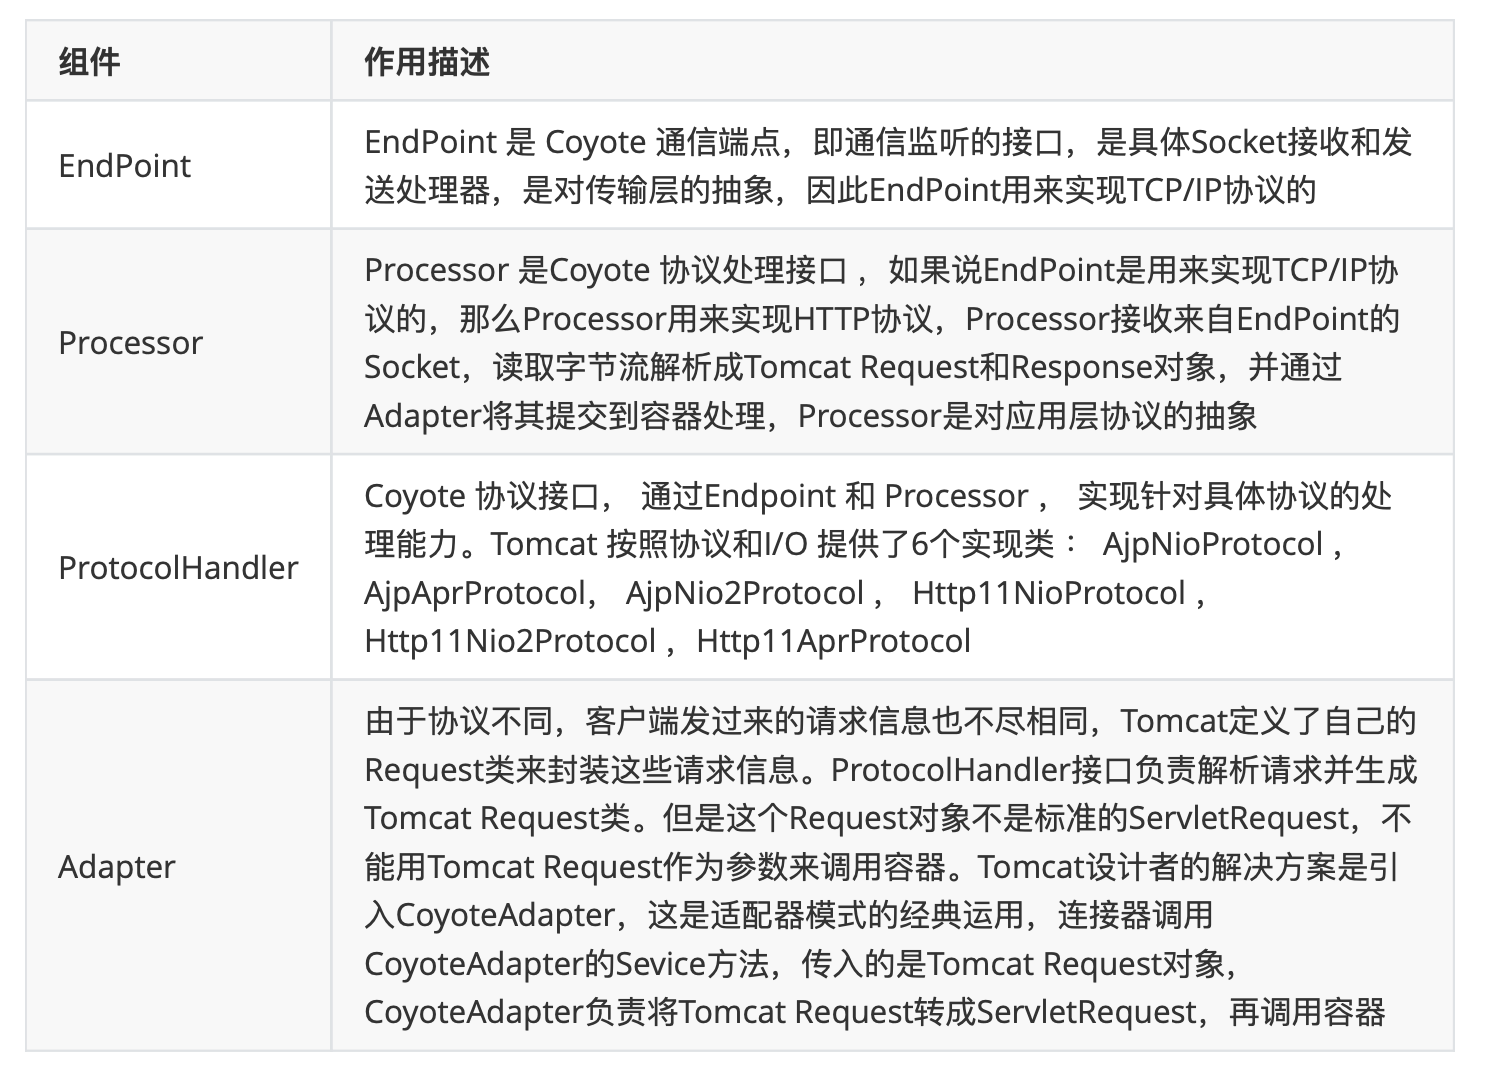 组件
作用描述
EndPoint
EndPoint 是 Coyote 通信端点，即通信监听的接口，是具体Socket接收和发
送处理器，是对传输层的抽象，因此EndPoint用来实现TCP/IP协议的
Processor
Processor 是Coyote 协议处理接口 ，如果说EndPoint是用来实现TCP/IP协
议的，那么Processor用来实现HTTP协议，Processor接收来自EndPoint的
Socket，读取字节流解析成Tomcat Request和Response对象，并通过
Adapter将其提交到容器处理，Processor是对应用层协议的抽象
ProtocolHandler
Coyote 协议接口， 通过Endpoint 和 Processor ， 实现针对具体协议的处
理能力。Tomcat 按照协议和I/O 提供了6个实现类 ： AjpNioProtocol ，
AjpAprProtocol， AjpNio2Protocol ， Http11NioProtocol ，
Http11Nio2Protocol ，Http11AprProtocol
Adapter
由于协议不同，客户端发过来的请求信息也不尽相同，Tomcat定义了自己的
Request类来封装这些请求信息。ProtocolHandler接口负责解析请求并生成
Tomcat Request类。但是这个Request对象不是标准的ServletRequest，不
能用Tomcat Request作为参数来调用容器。Tomcat设计者的解决方案是引
入CoyoteAdapter，这是适配器模式的经典运用，连接器调用
CoyoteAdapter的Sevice方法，传入的是Tomcat Request对象，
CoyoteAdapter负责将Tomcat Request转成ServletRequest，再调用容器